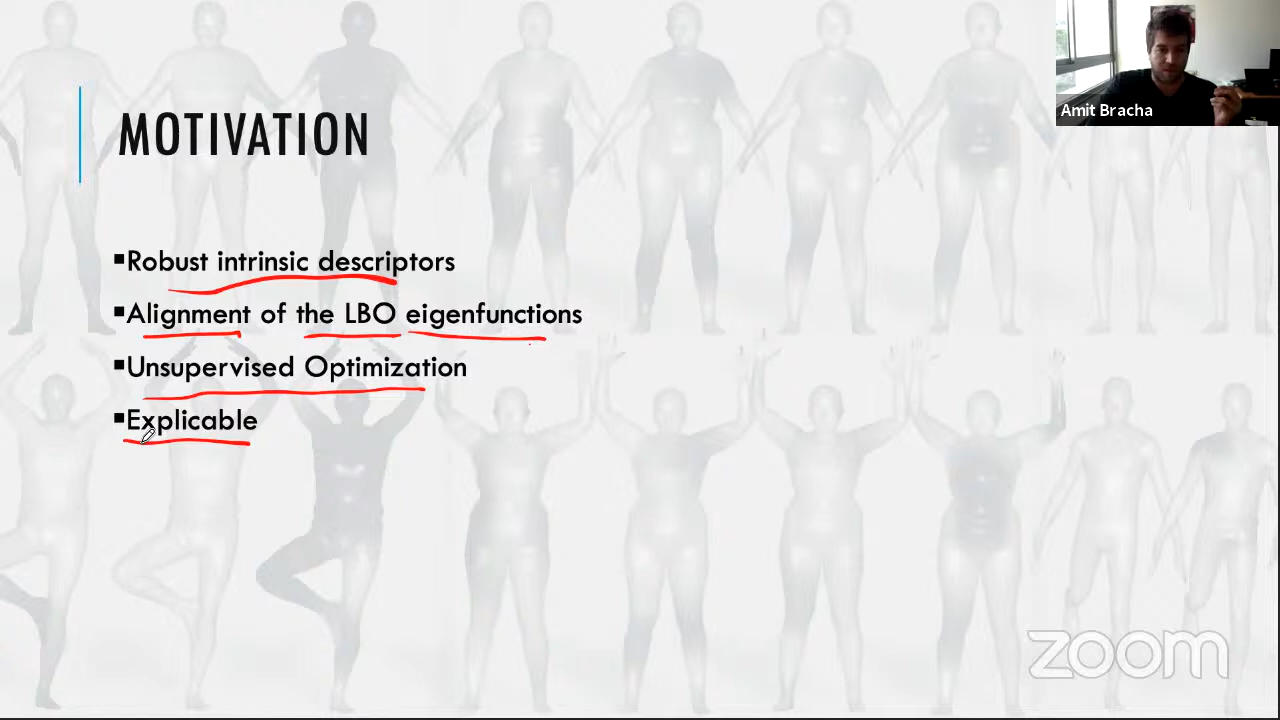 MOTIVATION
Amit Bracha
▪Robust intrinsic descriptors
▪Alignment of the LBO eigenfunctions
▪Unsupervised Optimization
▪Explicable
zoom